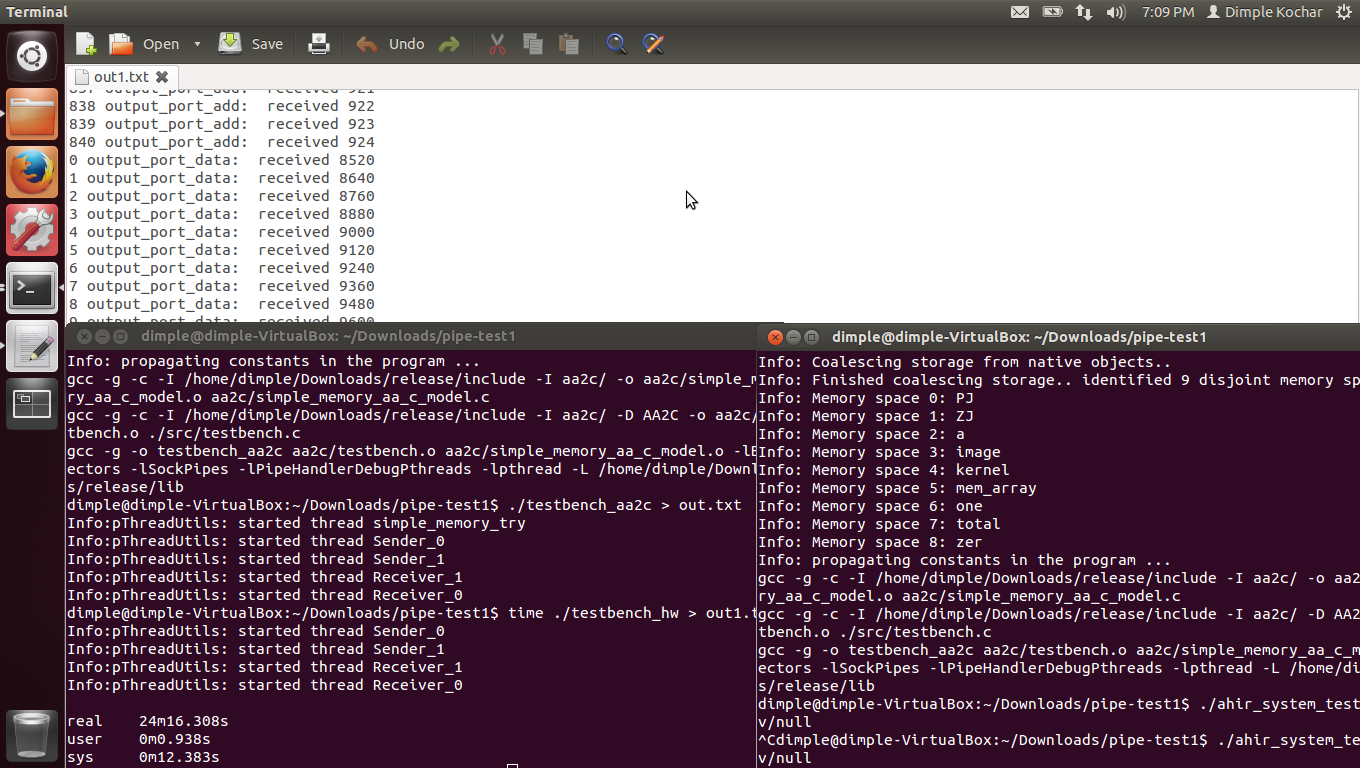 Terminal
7:09 PM Dimple Kochar
Open Save Undo
out1.txt
837 output_port_add:  received 921
838 output_port_add:  received 922
839 output_port_add:  received 923
840 output_port_add:  received 924
0 output_port_data:  received 8520
1 output_port_data:  received 8640
2 output_port_data:  received 8760
3 output_port_data:  received 8880
4 output_port_data:  received 9000
5 output_port_data:  received 9120
6 output_port_data:  received 9240
7 output_port_data:  received 9360
8 output_port_data:  received 9480
9 output_port_data:  received 9600
dimple@dimple-VirtualBox: ~/Downloads/pipe-test1
Info: propagating constants in the program ...
gcc -g -c -I /home/dimple/Downloads/release/include -I aa2c/ -o aa2c/simple_m
ry_aa_c_model.o aa2c/simple_memory_aa_c_model.c
gcc -g -c -I /home/dimple/Downloads/release/include -I aa2c/ -D AA2C -o aa2c/
tbench.o ./src/testbench.c
gcc -g -o testbench_aa2c aa2c/testbench.o aa2c/simple_memory_aa_c_model.o -lB
ectors -lSockPipes -lPipeHandlerDebugPthreads -lpthread -L /home/dimple/Downl
s/release/lib
dimple@dimple-VirtualBox:~/Downloads/pipe-test1$ ./testbench_aa2c > out.txt
Info:pThreadUtils: started thread simple_memory_try
Info:pThreadUtils: started thread Sender_0
Info:pThreadUtils: started thread Sender_1
Info:pThreadUtils: started thread Receiver_1
Info:pThreadUtils: started thread Receiver_0
dimple@dimple-VirtualBox:~/Downloads/pipe-test1$ time ./testbench_hw > out1.t
Info:pThreadUtils: started thread Sender_0
Info:pThreadUtils: started thread Sender_1
Info:pThreadUtils: started thread Receiver_1
Info:pThreadUtils: started thread Receiver_0
real    24m16.308s
user    0m0.938s
sys     0m12.383s
dimple@dimple-VirtualBox: ~/Downloads/pipe-test1
Info: Coalescing storage from native objects..
Info: Finished coalescing storage.. identified 9 disjoint memory sp
Info: Memory space 0: PJ
Info: Memory space 1: ZJ
Info: Memory space 2: a
Info: Memory space 3: image
Info: Memory space 4: kernel
Info: Memory space 5: mem_array
Info: Memory space 6: one
Info: Memory space 7: total
Info: Memory space 8: zer
Info: propagating constants in the program ...
gcc -g -c -I /home/dimple/Downloads/release/include -I aa2c/ -o aa2
ry_aa_c_model.o aa2c/simple_memory_aa_c_model.c
gcc -g -c -I /home/dimple/Downloads/release/include -I aa2c/ -D AA2
tbench.o ./src/testbench.c
gcc -g -o testbench_aa2c aa2c/testbench.o aa2c/simple_memory_aa_c_m
ectors -lSockPipes -lPipeHandlerDebugPthreads -lpthread -L /home/di
s/release/lib
dimple@dimple-VirtualBox:~/Downloads/pipe-test1$ ./ahir_system_test
v/null
^Cdimple@dimple-VirtualBox:~/Downloads/pipe-test1$ ./ahir_system_te
v/null